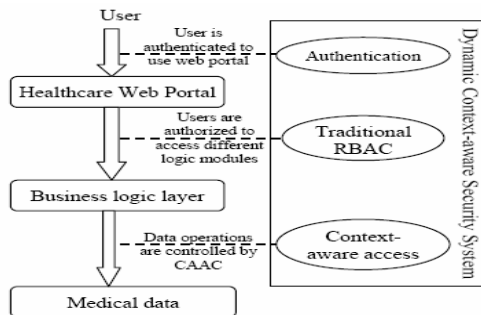 User
User is
authenticated to
use web portal
Authentication
Healthcare Web Portal
Users are
authorized to
access different
logic modules
Traditional
RBAC
Business logic layer
Data operations
are controlled by
CAAC
Context-
aware access
Medical data
Dynamic Context-aware Security
System